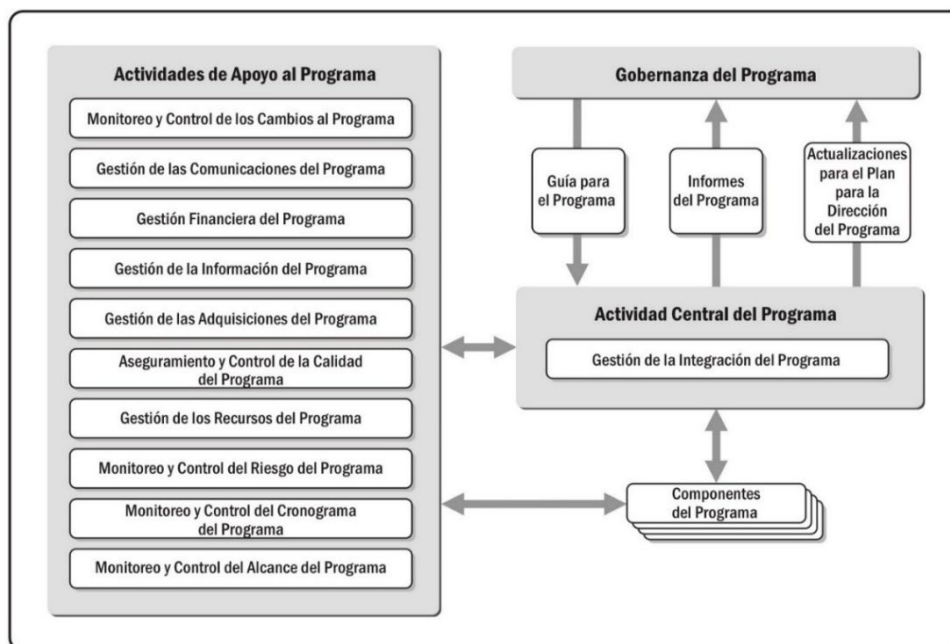 Actividades de Apoyo al Programa
Monitoreo y Control de los Cambios al Programa
Gestión de las Comunicaciones del Programa
Gestión Financiera del Programa
Gestión de la Información del Programa
Gestión de las Adquisiciones del Programa
Aseguramiento y Control de la Calidad
del Programa
Gestión de los Recursos del Programa
Monitoreo y Control del Riesgo del Programa
Monitoreo y Control del Cronograma
del Programa
Monitoreo y Control del Alcance del Programa
Gobernanza del Programa
Guía para
el Programa
Informes
del Programa
Actualizaciones
para el Plan
para la
Dirección
del Programa
Actividad Central del Programa
Gestión de la Integración del Programa
Componentes
del Programa